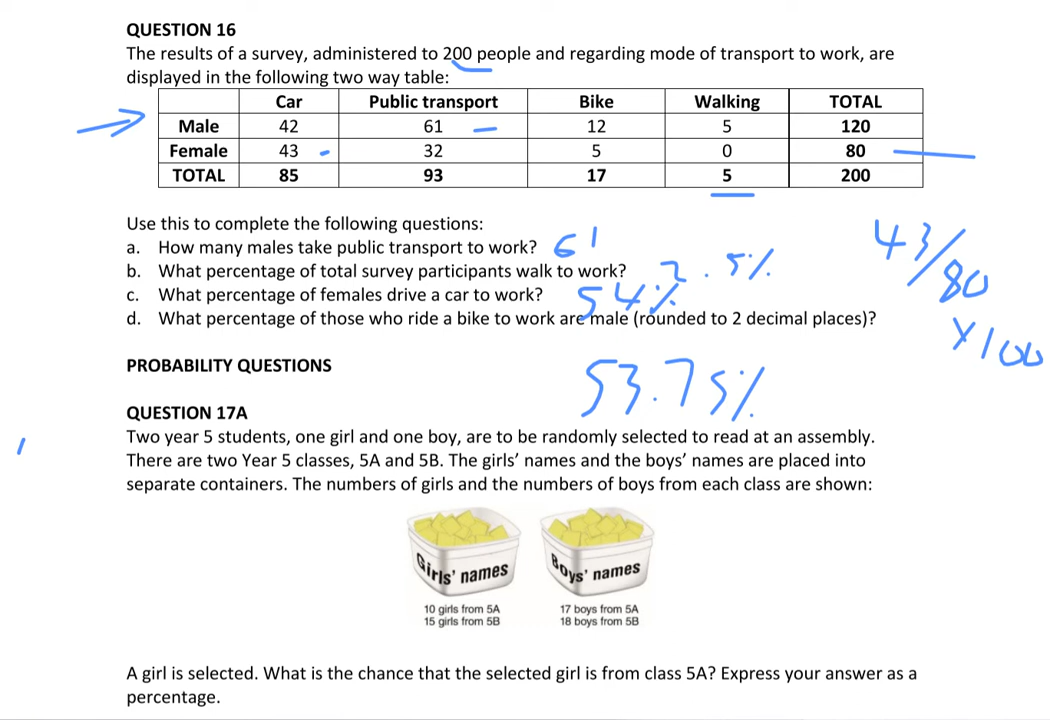 QUESTION 16
The results of a survey, administered to 200 people and regarding mode of transport to work, are
displayed in the following two way table:
Car Public transport Bike Walking TOTAL
Male 42 61 12 5 120
Female 43 32 5 0 80
TOTAL 85 93 17 5 200
Use this to complete the following questions:
a. How many males take public transport to work? 61
b. What percentage of total survey participants walk to work? 2.5%
c. What percentage of females drive a car to work? 54%
43/80
x100
d. What percentage of those who ride a bike to work are male (rounded to 2 decimal places)?
53.75%
PROBABILITY QUESTIONS
QUESTION 17A
Two year 5 students, one girl and one boy, are to be randomly selected to read at an assembly.
There are two Year 5 classes, 5A and 5B. The girls' names and the boys' names are placed into
separate containers. The numbers of girls and the numbers of boys from each class are shown:
Girls' names
Boys' names
10 girls from 5A
15 girls from 5B
17 boys from 5A
18 boys from 5B
A girl is selected. What is the chance that the selected girl is from class 5A? Express your answer as a
percentage.